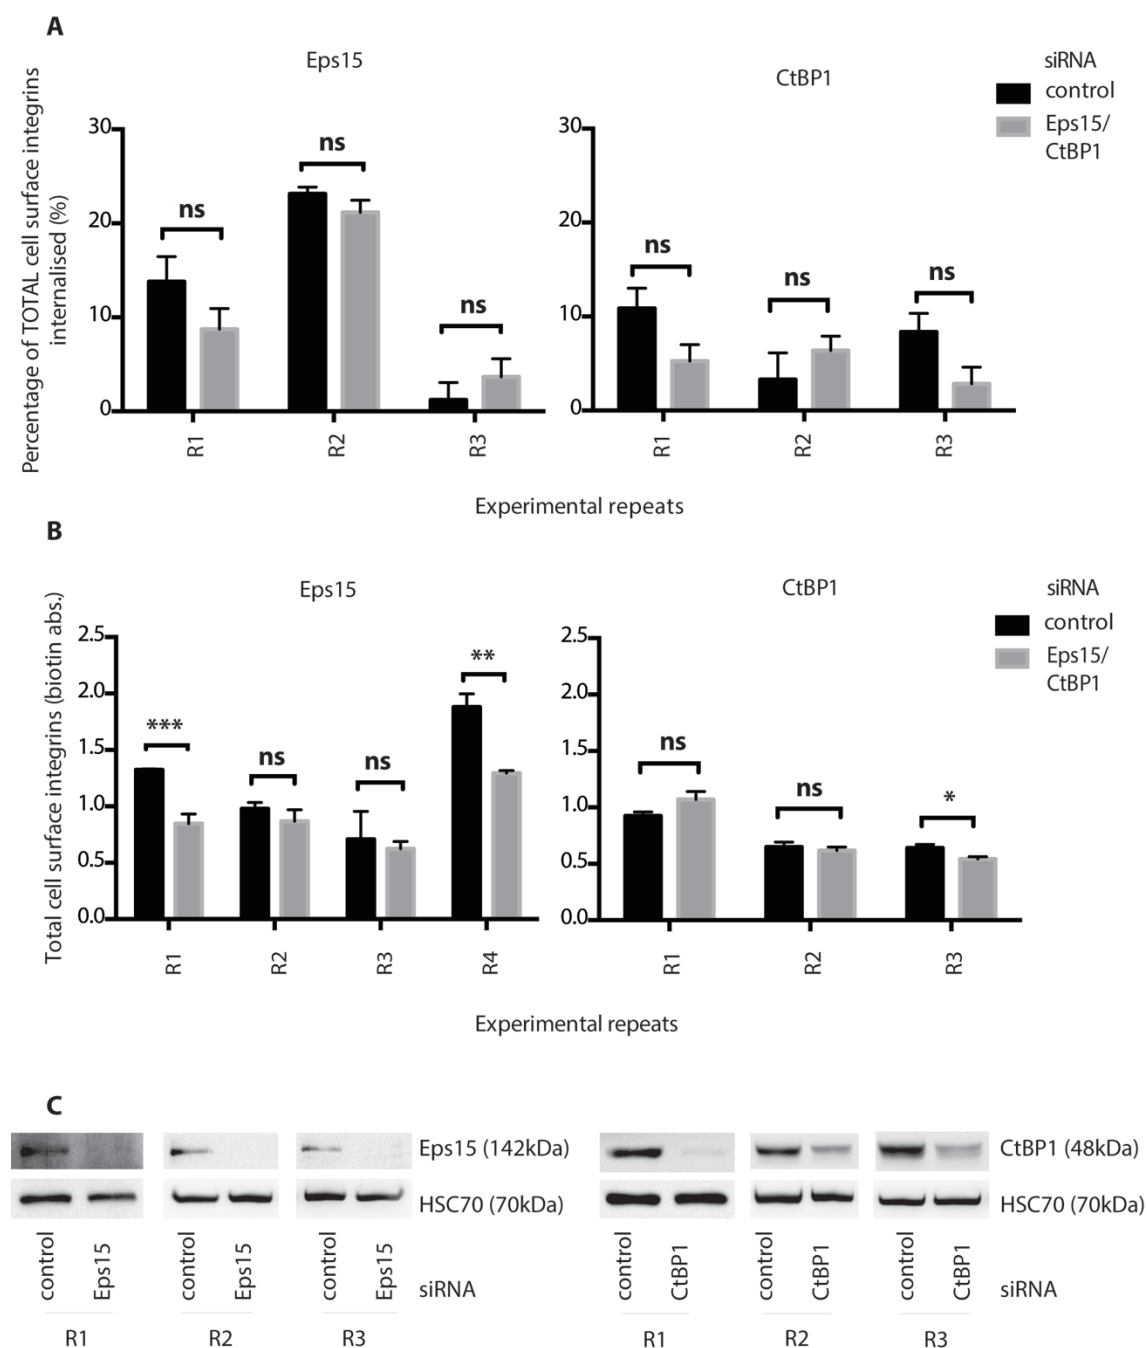 A
Eps15
CtBP1
siRNA
control
Eps15/
CtBP1
Percentage of TOTAL cell surface integrins
internalised (%)
30
20
10
0
ns
ns
ns
R1
R2
R3
30
20
10
0
ns
ns
ns
R1
R2
R3
Experimental repeats
B
Eps15
CtBP1
siRNA
control
Eps15/
CtBP1
Total cell surface integrins (biotin abs.)
2.5
2.0
1.5
1.0
0.5
0.0
***
ns
ns
**
R1
R2
R3
R4
2.5
2.0
1.5
1.0
0.5
0.0
ns
ns
*
R1
R2
R3
Experimental repeats
C
Eps15 (142kDa)
HSC70 (70kDa)
control
Eps15
control
Eps15
control
Eps15
siRNA
R1
R2
R3
CtBP1 (48kDa)
HSC70 (70kDa)
control
CtBP1
control
CtBP1
control
CtBP1
siRNA
R1
R2
R3